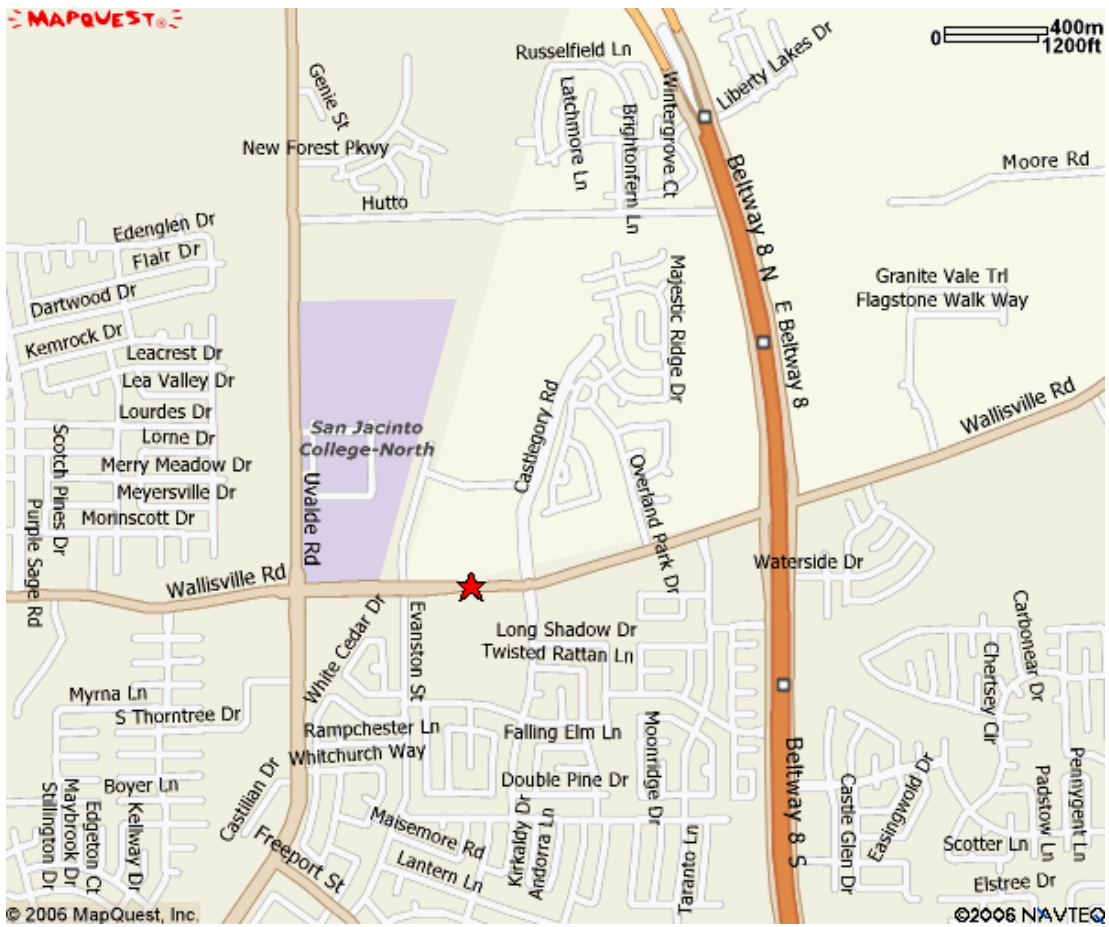 MAPQUEST®
0 400m
1200ft
Russelfield Ln
Liberty Lakes Dr
Genie St
Latchmore Ln
Brightonfern Ln
Wintergrove Ct
New Forest Pkwy
Moore Rd
Hutto
Beltway 8 N
Edenglen Dr
Flair Dr
Dartwood Dr
Majestic Ridge Dr
Granite Vale Trl
Flagstone Walk Way
E Beltway 8
Kemrock Dr
Leacrest Dr
Lea Valley Dr
Wallisville Rd
Lourdes Dr
Castlegory Rd
San Jacinto
College-North
Lorne Dr
Scotch Pines Dr
Merry Meadow Dr
Overland Park Dr
Meyersville Dr
Uvalde Rd
Morinscott Dr
Purple Sage Rd
Waterside Dr
Wallisville Rd
White Cedar Dr
Evanston St
Long Shadow Dr
Twisted Rattan Ln
Carbonear Dr
Chertsey Cir
Myrna Ln
S Thorntree Dr
Rampchester Ln
Falling Elm Ln
Moonridge Dr
Whitchurch Way
Beltway 8 S
Boyer Ln
Castilian Dr
Double Pine Dr
Stillington Dr
Maybrook Dr
Edgeton Ct
Kellway Dr
Freeport St
Maisemore Rd
Lantern Ln
Kirkaldy Dr
Andorra Ln
Tarano Ln
Castle Glen Dr
Easingwold Dr
Padstow Ln
Pennygent Ln
Scotter Ln
Elstree Dr
© 2006 MapQuest, Inc.
©2006 NAVTEQ